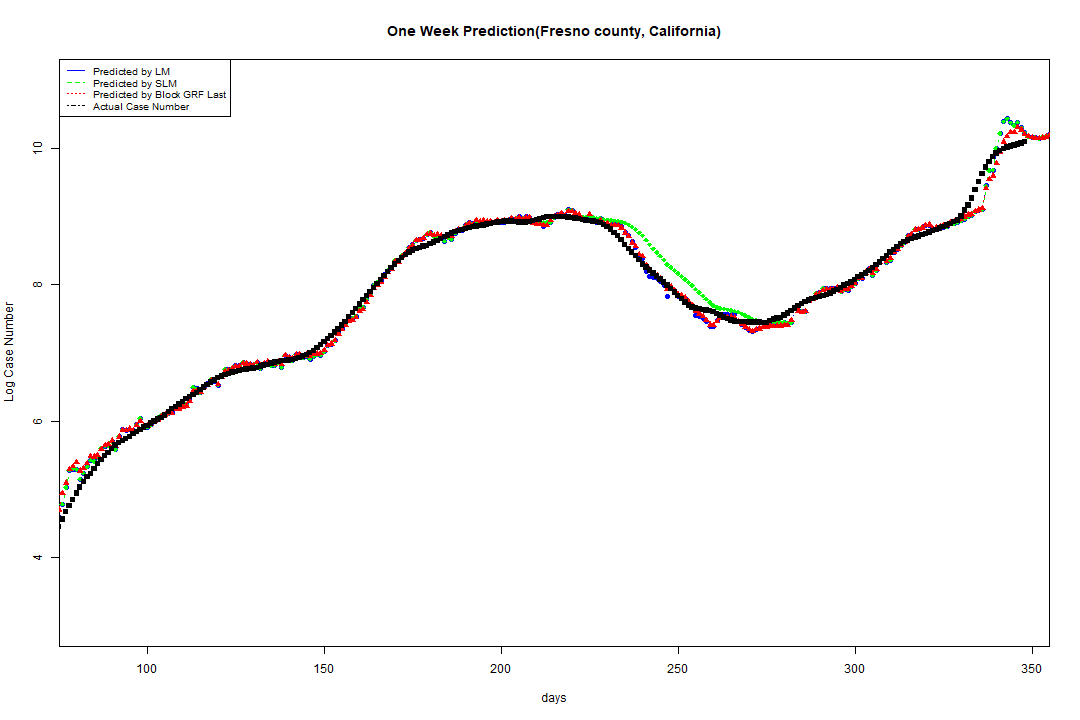 One Week Prediction(Fresno county, California)
Predicted by LM
Predicted by SLM
Predicted by Block GRF Last
Actual Case Number
10
8
6
4
Log Case Number
100 150 200 250 300 350
days